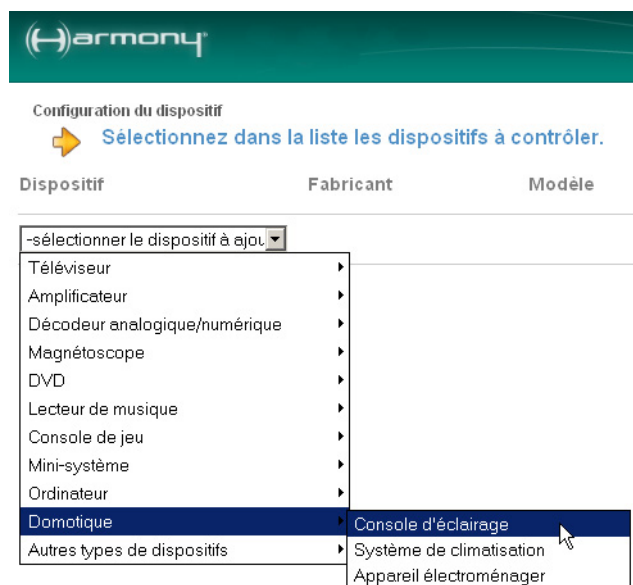 Harmony
Configuration du dispositif
Sélectionnez dans la liste les dispositifs à contrôler.
Dispositif Fabricant Modèle
-sélectionner le dispositif à ajou
Téléviseur
Amplificateur
Décodeur analogique/numérique
Magnétoscope
DVD
Lecteur de musique
Console de jeu
Mini-système
Ordinateur
Domotique Console d'éclairage
Autres types de dispositifs Système de climatisation
Appareil électroménager